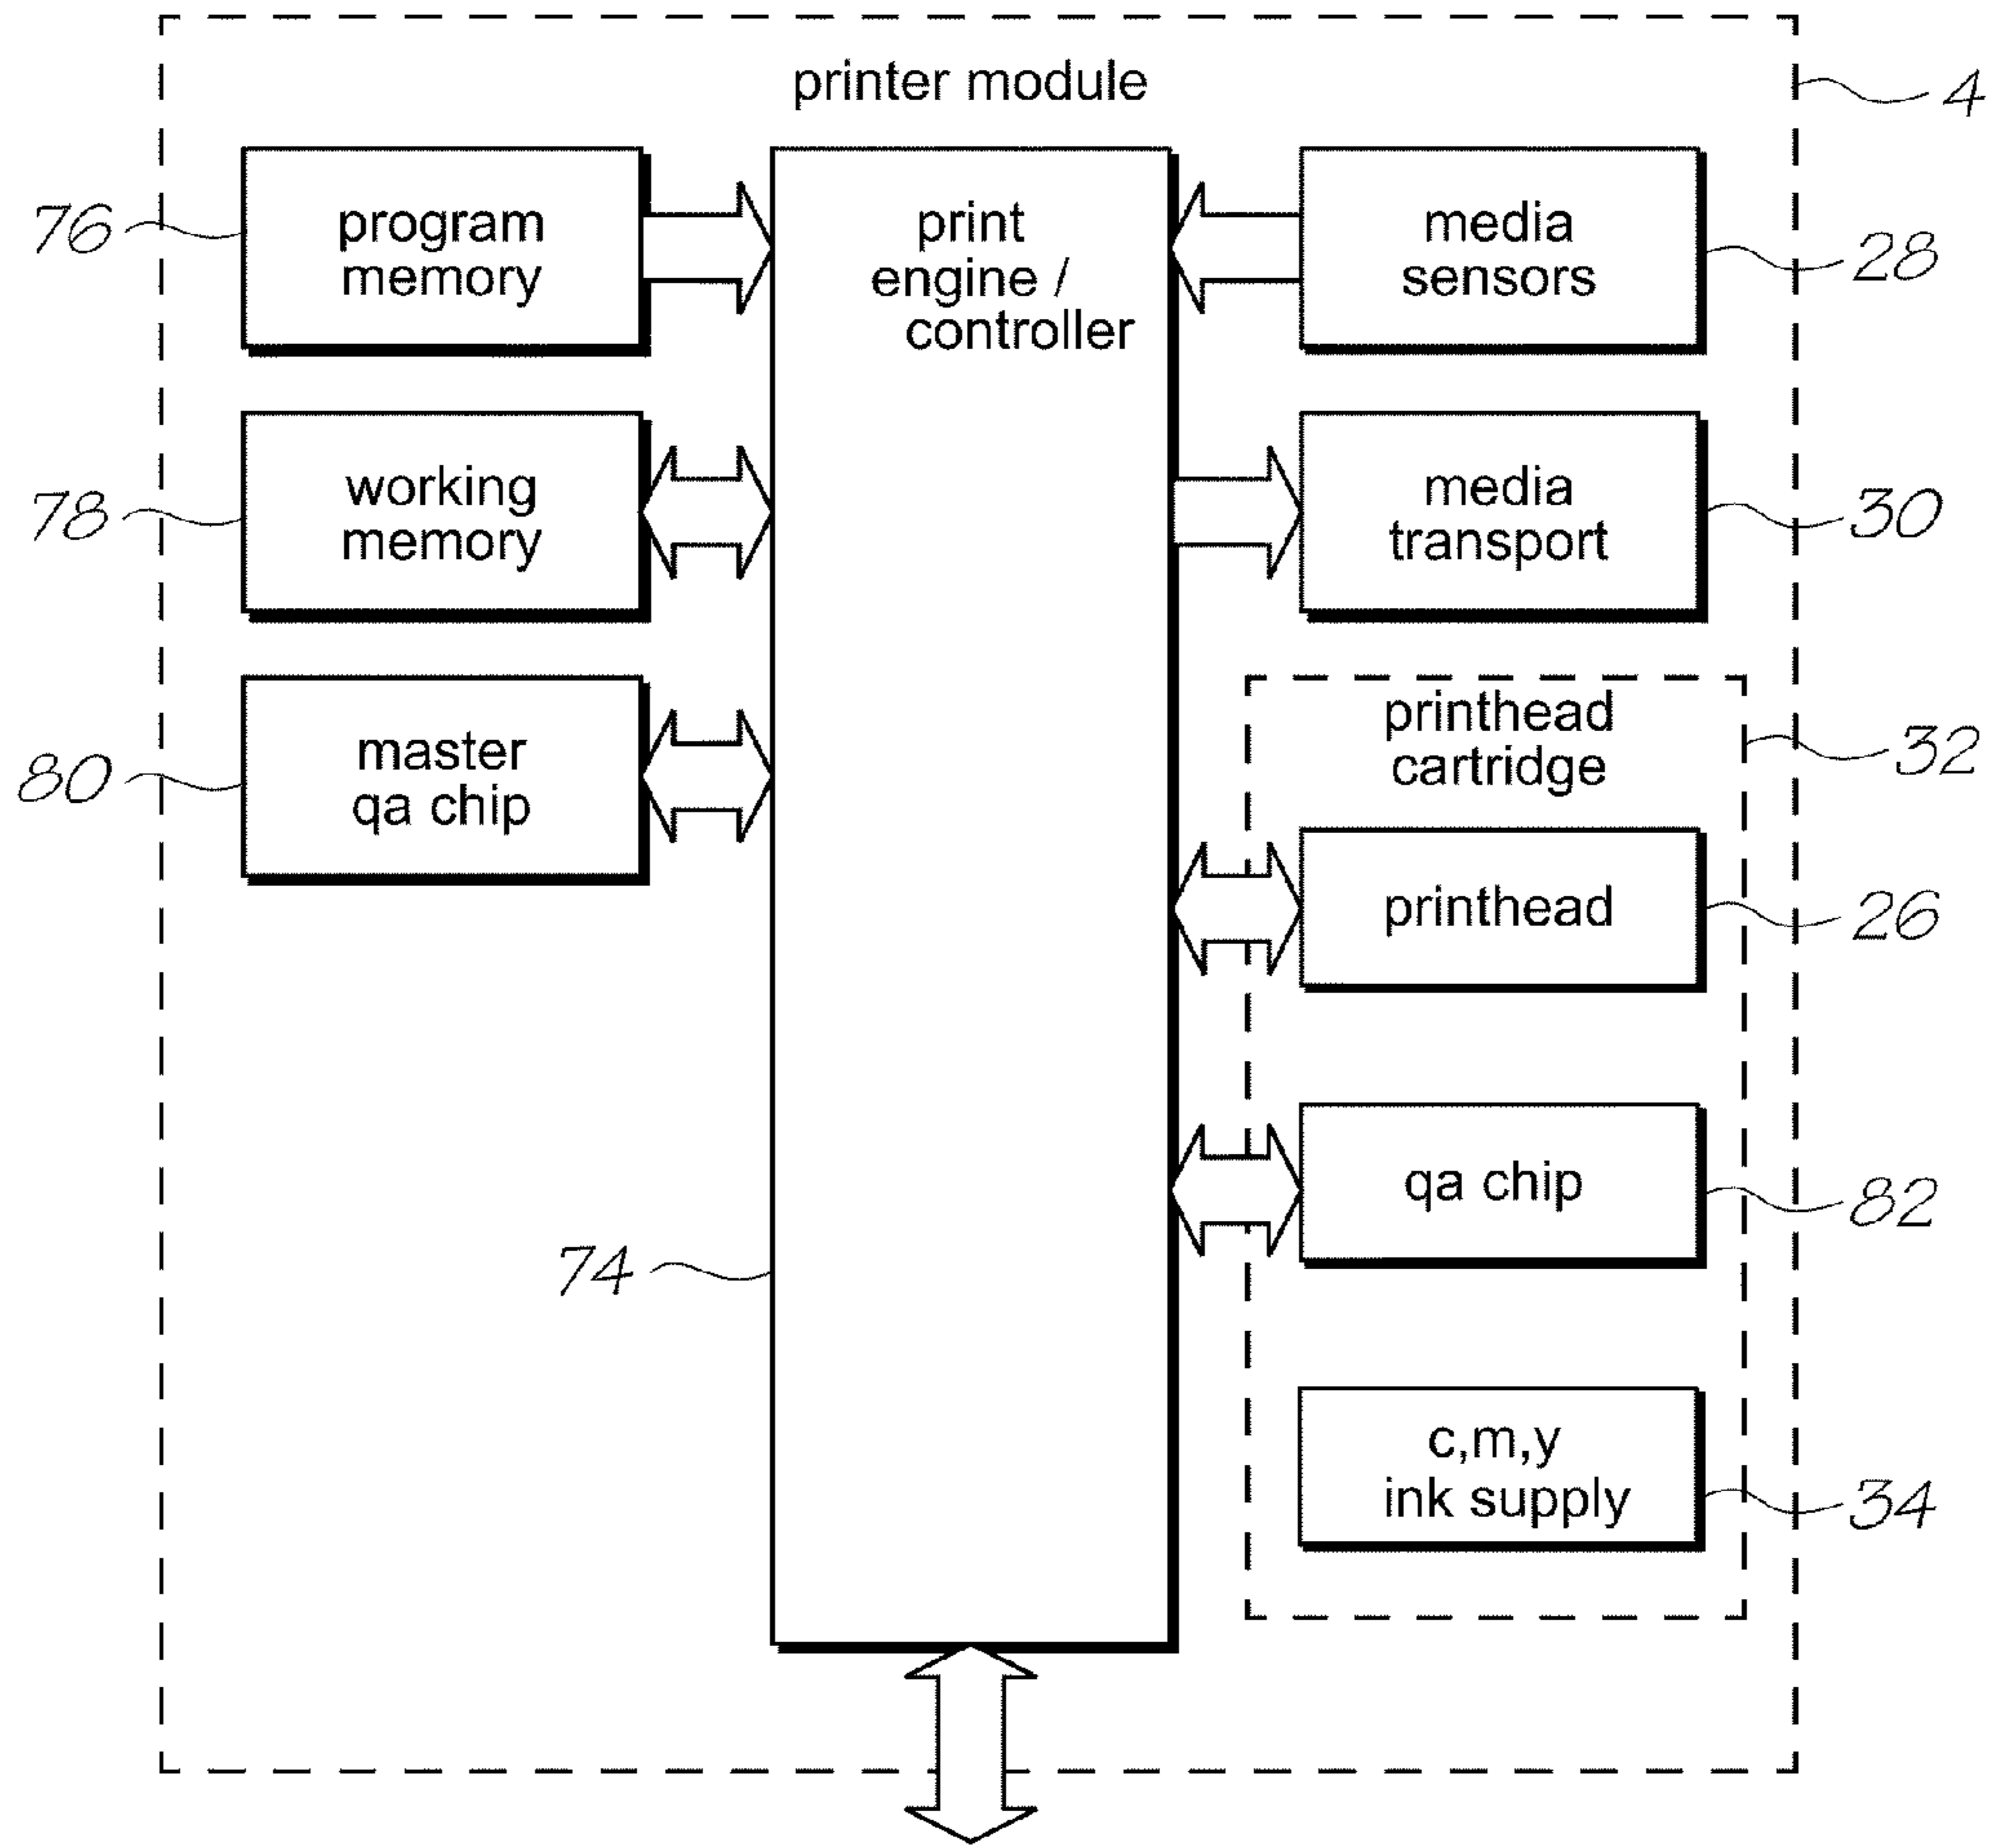 printer module
4
76
program
memory
print
engine /
controller
media
sensors
28
78
working
memory
media
transport
30
80
master
qa chip
printhead
cartridge
32
printhead
26
qa chip
82
74
c,m,y
ink supply
34